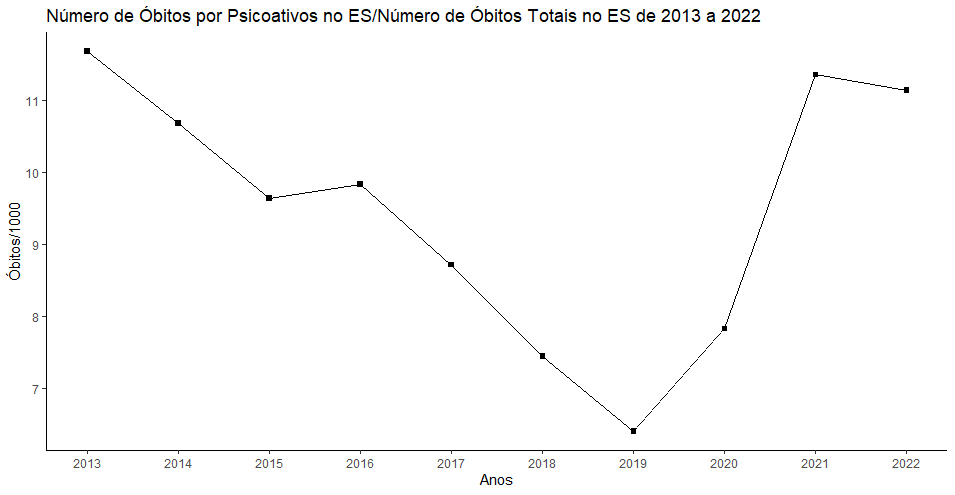 Número de Óbitos por Psicoativos no ES/Número de Óbitos Totais no ES de 2013 a 2022
Óbitos/1000
11
10
9
8
7
2013 2014 2015 2016 2017 2018 2019 2020 2021 2022
Anos